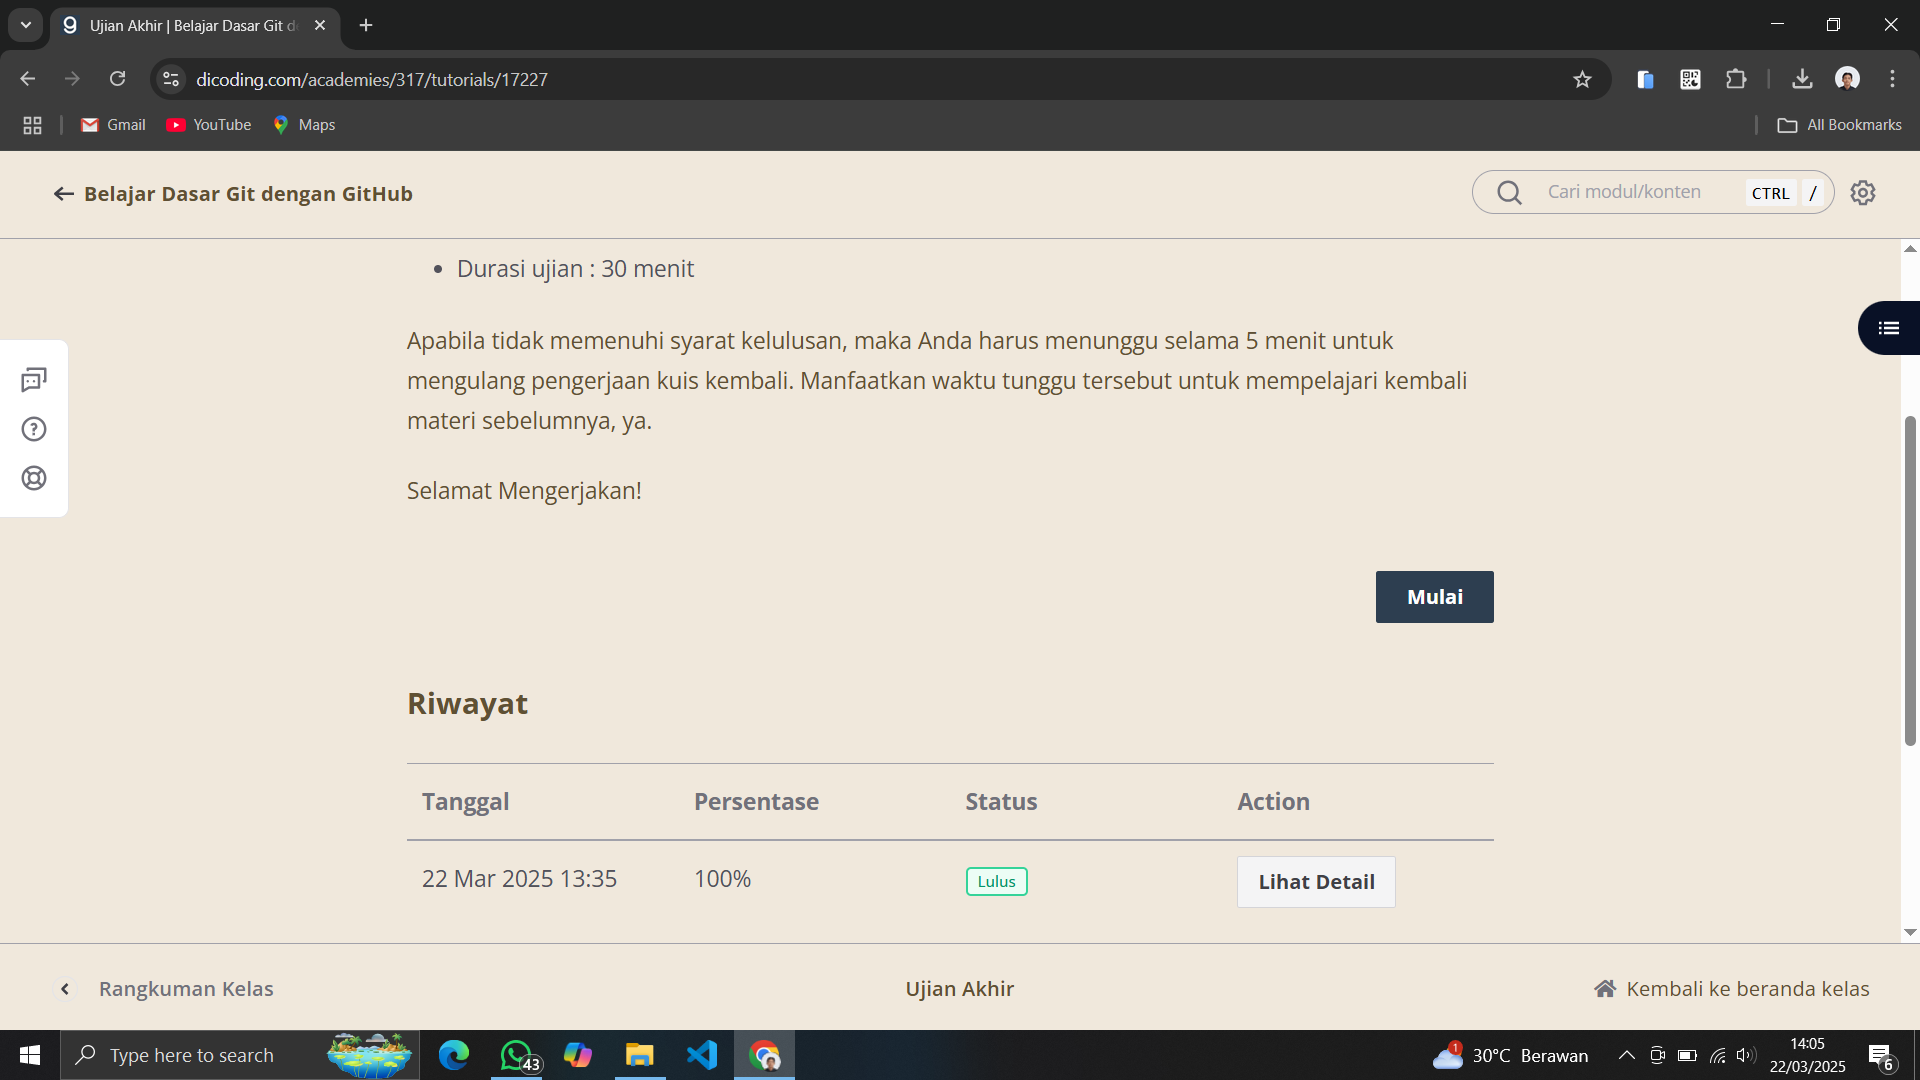 Ujian Akhir | Belajar Dasar Git d
dicoding.com/academies/317/tutorials/17227
Gmail
YouTube
Maps
All Bookmarks
Belajar Dasar Git dengan GitHub
Cari modul/konten
CTRL
/
Durasi ujian : 30 menit
Apabila tidak memenuhi syarat kelulusan, maka Anda harus menunggu selama 5 menit untuk
mengulang pengerjaan kuis kembali. Manfaatkan waktu tunggu tersebut untuk mempelajari kembali
materi sebelumnya, ya.
Selamat Mengerjakan!
Mulai
Riwayat
Tanggal Persentase Status Action
22 Mar 2025 13:35 100% Lulus Lihat Detail
Rangkuman Kelas
Ujian Akhir
Kembali ke beranda kelas
Type here to search
43
1
30°C Berawan
14:05
22/03/2025
6